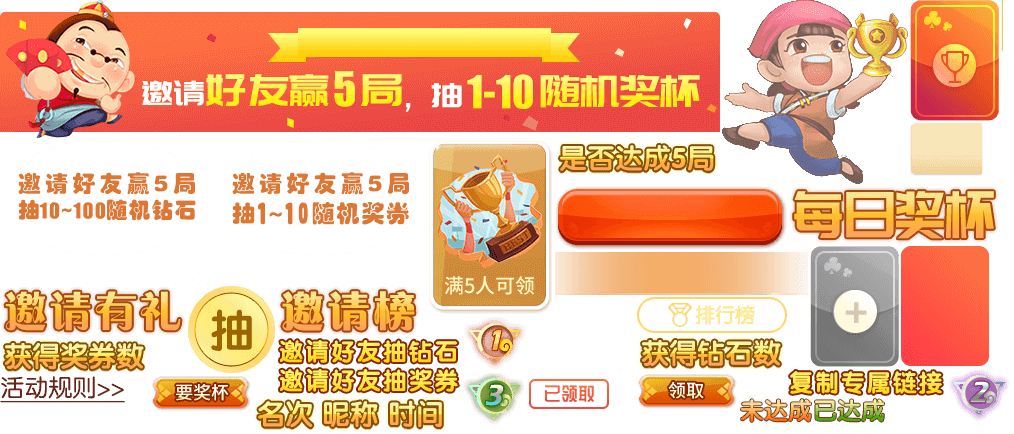 邀请好友赢5局，抽1-10随机奖杯
是否达成5局
邀请好友赢5局
抽10~100随机钻石
邀请好友赢5局
抽1~10随机奖券
BEST
满5人可领
每日奖杯
邀请有礼
抽
邀请榜
获得奖券数
邀请好友抽钻石
邀请好友抽奖券
1
3
排行榜
获得钻石数
活动规则>>
要奖杯
名次 昵称 时间
已领取
领取
复制专属链接
未达成已达成
2